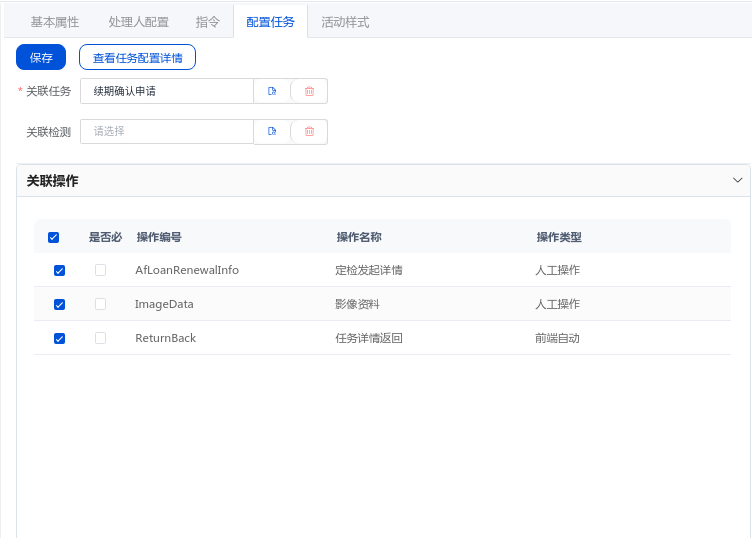 基本属性 处理人配置 指令 配置任务 活动样式
保存 查看任务配置详情
* 关联任务 续期确认申请
关联检测 请选择
关联操作
是否必 操作编号 操作名称 操作类型
AfLoanRenewalInfo 定检发起详情 人工操作
ImageData 影像资料 人工操作
ReturnBack 任务详情返回 前端自动